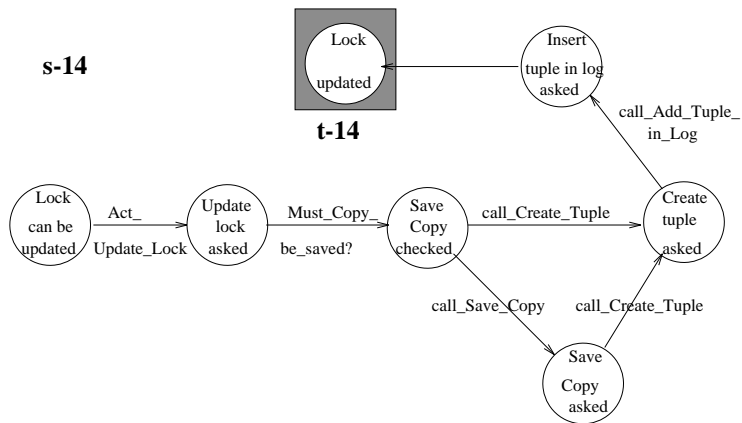 s-14
Lock
updated
t-14
Insert
tuple in log
asked
call_Add_Tuple_
in_Log
Lock
can be
updated
Act_
Update_Lock
Update
lock
asked
Must_Copy_
be_saved?
Save
Copy
checked
call_Create_Tuple
Create
tuple
asked
call_Save_Copy
call_Create_Tuple
Save
Copy
asked